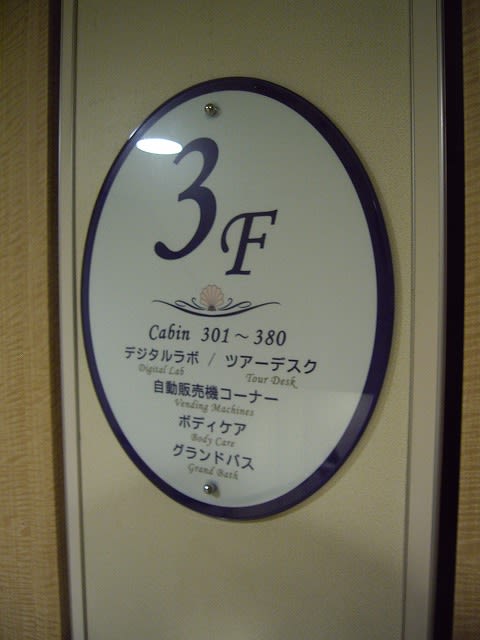 3F
Cabin 301~380
デジタルラボ / ツアーデスク
Digital Lab Tour Desk
自動販売機コーナー
Vending Machines
ボディケア
Body Care
グランドバス
Grand Bath